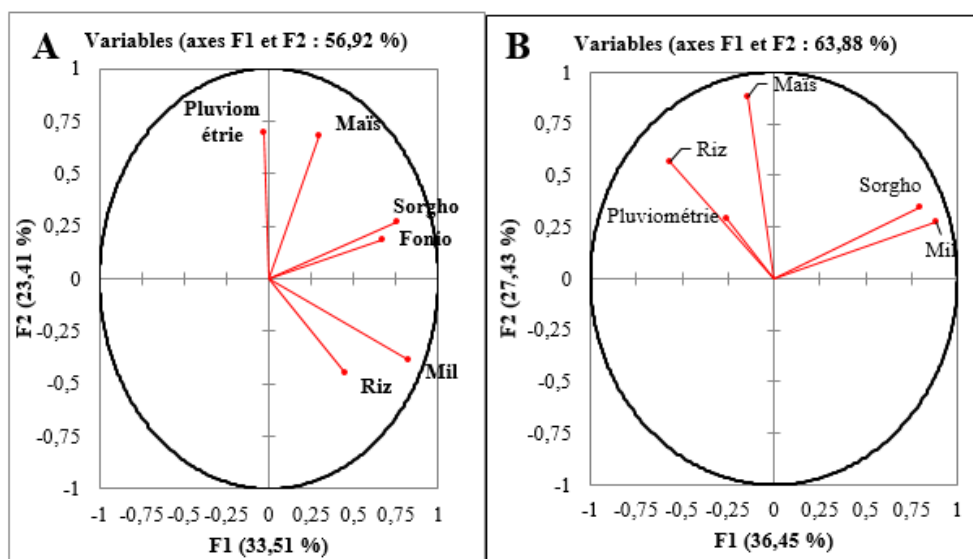 A
Variables (axes F1 et F2 : 56,92 %)
1
0,75
0,5
0,25
0
-0,25
-0,5
-0,75
-1
F2 (23,41 %)
Pluviom
étrie
Maïs
Sorgho
Fonio
Mil
Riz
-1 -0,75 -0,5 -0,25 0 0,25 0,5 0,75 1
F1 (33,51 %)
B
Variables (axes F1 et F2 : 63,88 %)
1
0,75
0,5
0,25
0
-0,25
-0,5
-0,75
-1
F2 (27,43 %)
Maïs
Riz
Sorgho
Pluviométrie
Mil
-1 -0,75 -0,5 -0,25 0 0,25 0,5 0,75 1
F1 (36,45 %)